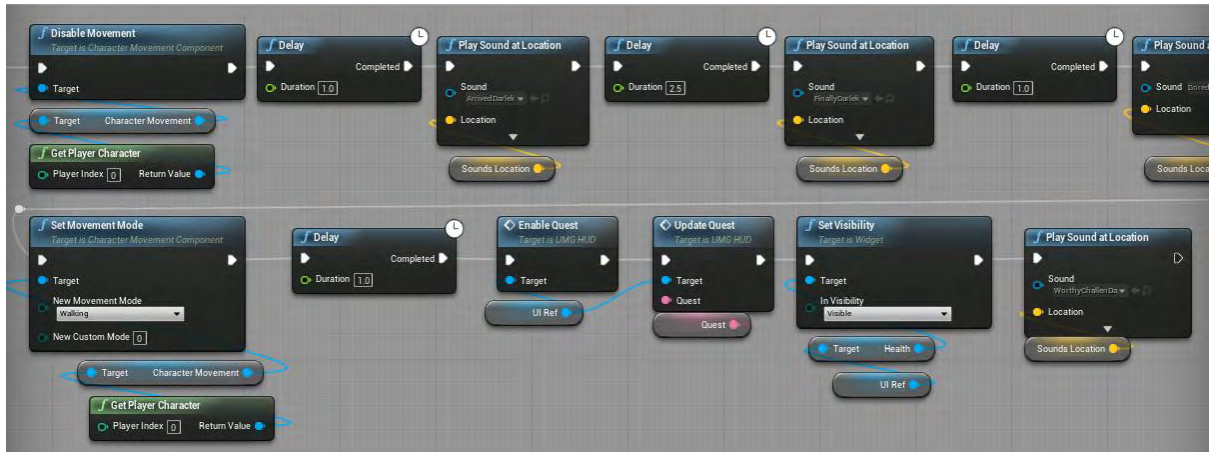 Disable Movement
Target is Character Movement Component
Target
Target Character Movement
Get Player Character
Player Index 0 Return Value
Delay
Completed
Duration 1.0
Play Sound at Location
Sound
ArrivedDarlek
Location
Sounds Location
Delay
Completed
Duration 2.5
Play Sound at Location
Sound
FinallyDarlek
Location
Sounds Location
Delay
Completed
Duration 1.0
Play Sound a
Sound Bored
Location
Sounds Loca
Set Movement Mode
Target is Character Movement Component
Target
New Movement Mode
Walking
New Custom Mode 0
Target Character Movement
Get Player Character
Player Index 0 Return Value
Delay
Completed
Duration 1.0
Enable Quest
Target is UMG HUD
Target
UI Ref
Update Quest
Target is UMG HUD
Target
Quest
Quest
Set Visibility
Target is Widget
Target
In Visibility
Visible
Target Health
UI Ref
Play Sound at Location
Sound
WorthyChallenDa
Location
Sounds Location